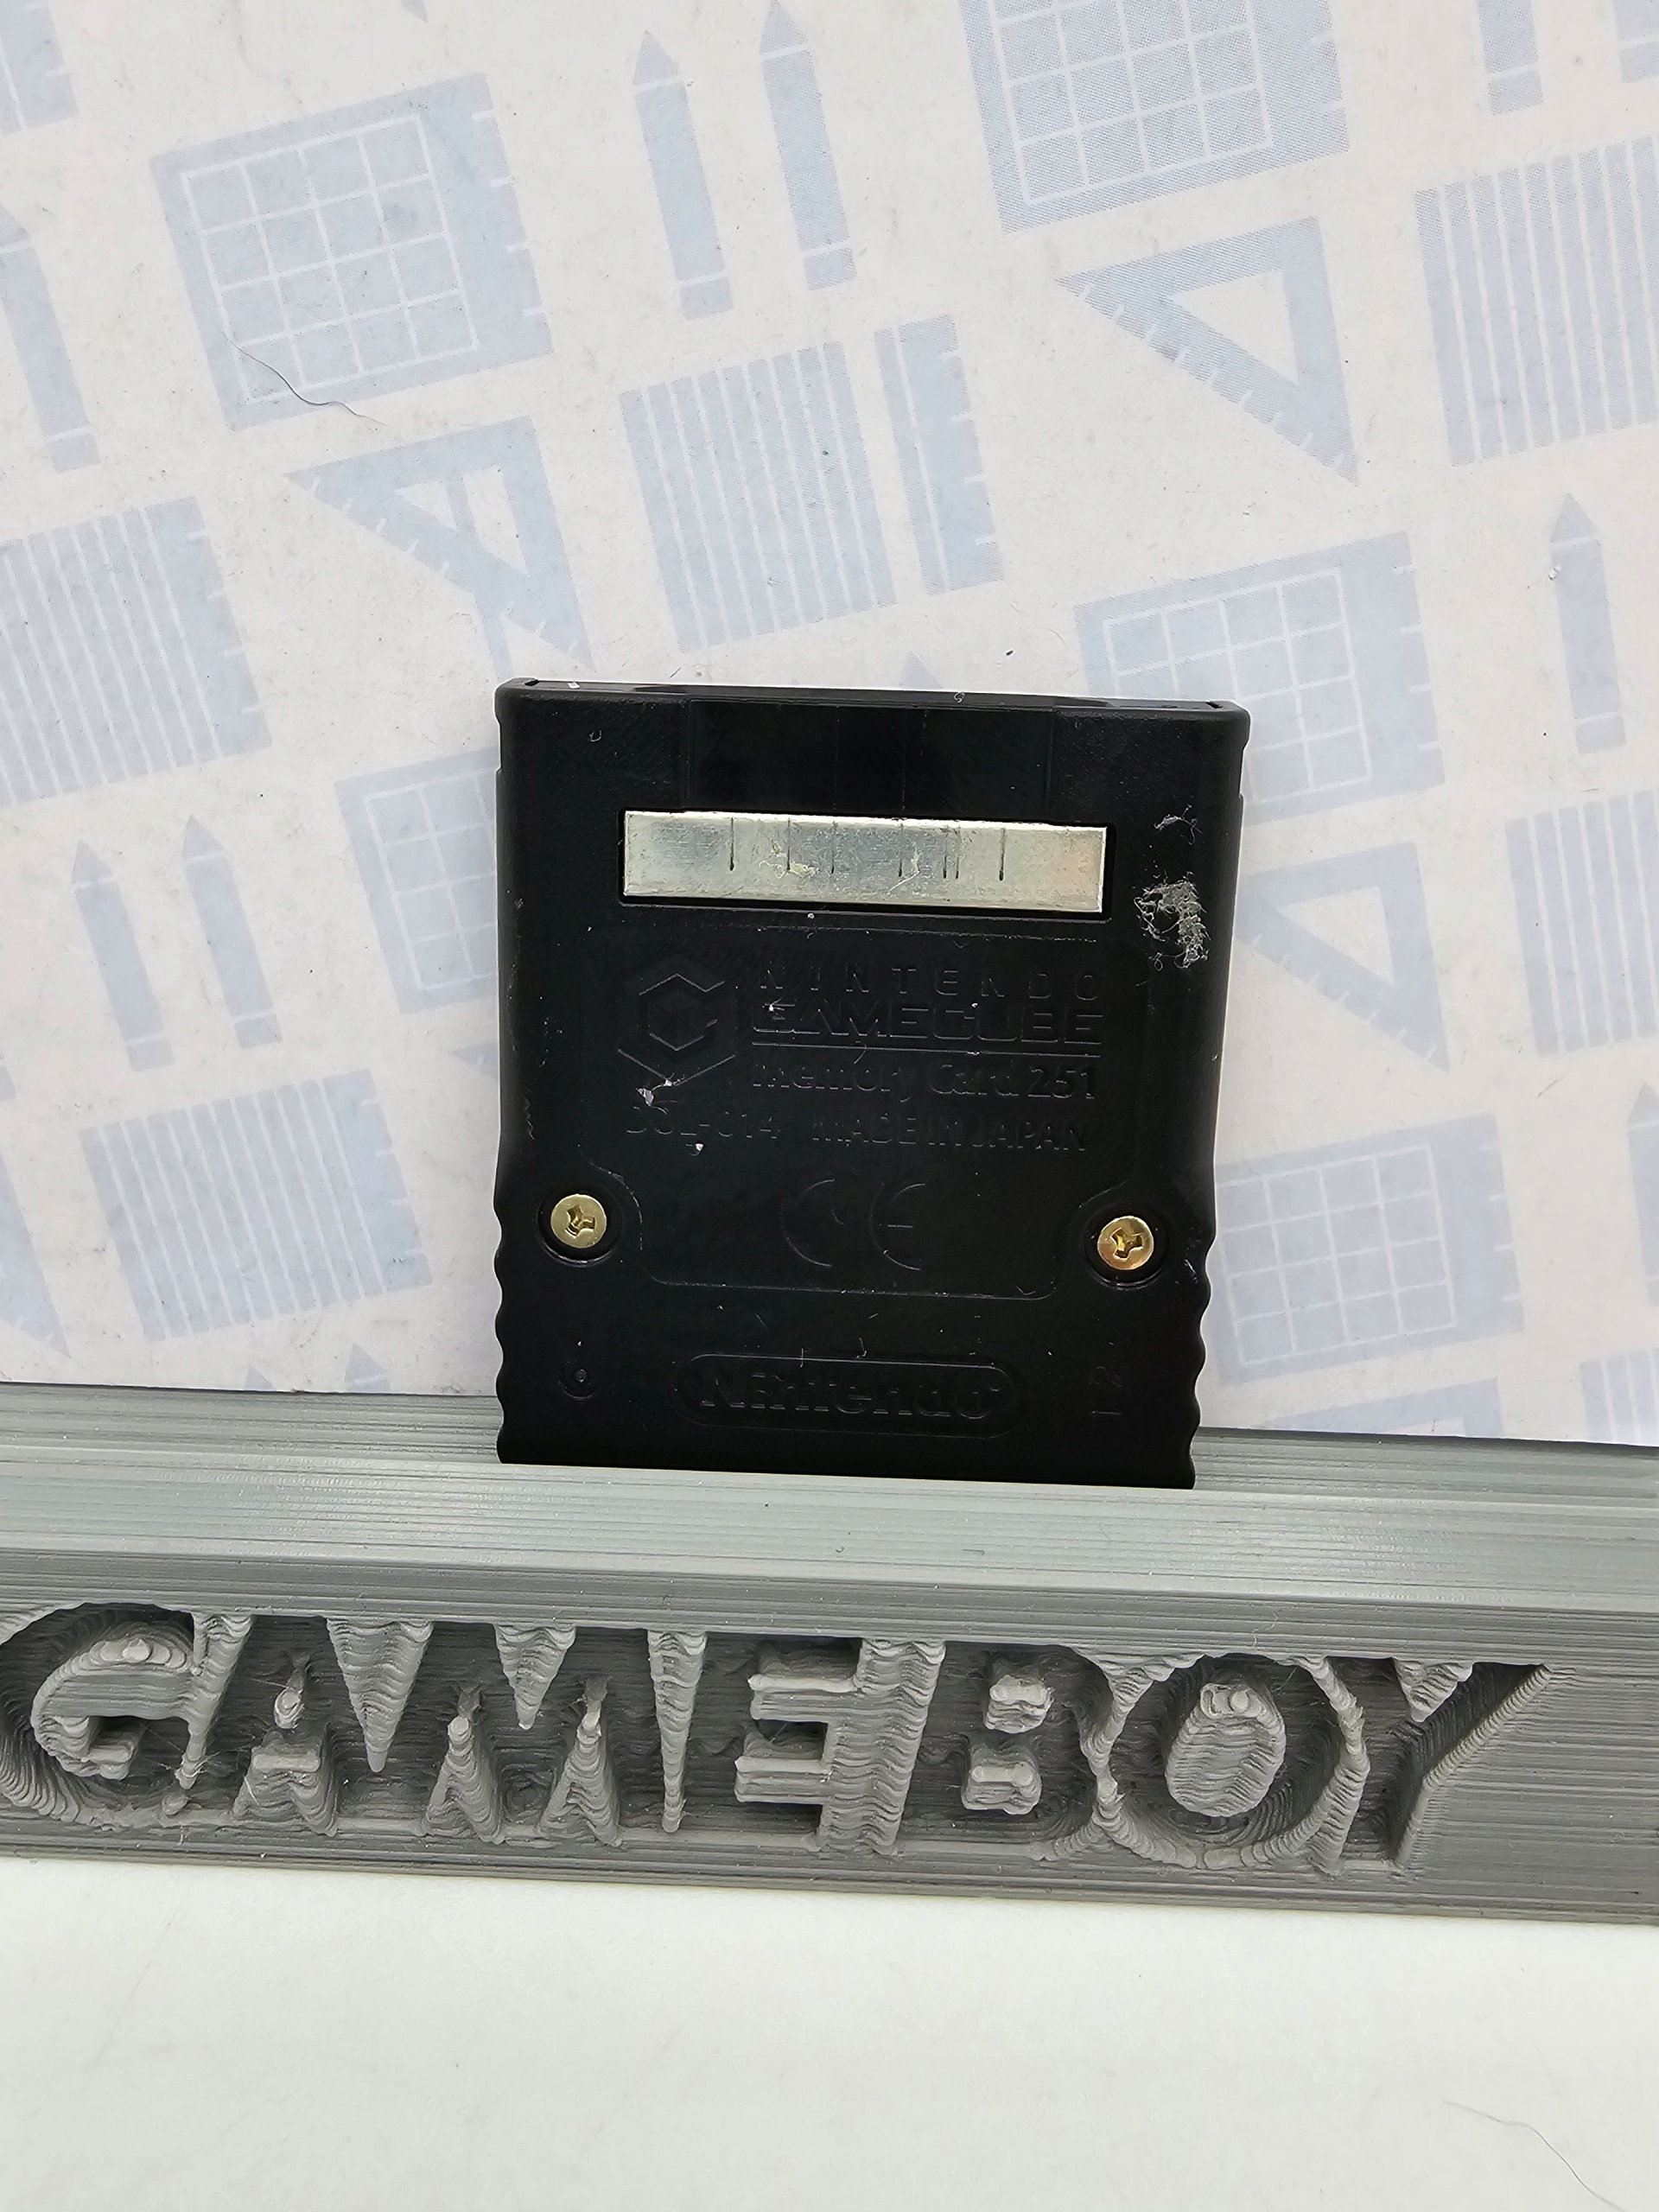 NINTENDO
GAMECUBE
Memory Card 251
DOL-014 MADE IN JAPAN
CE
Nintendo
GAMEBOY